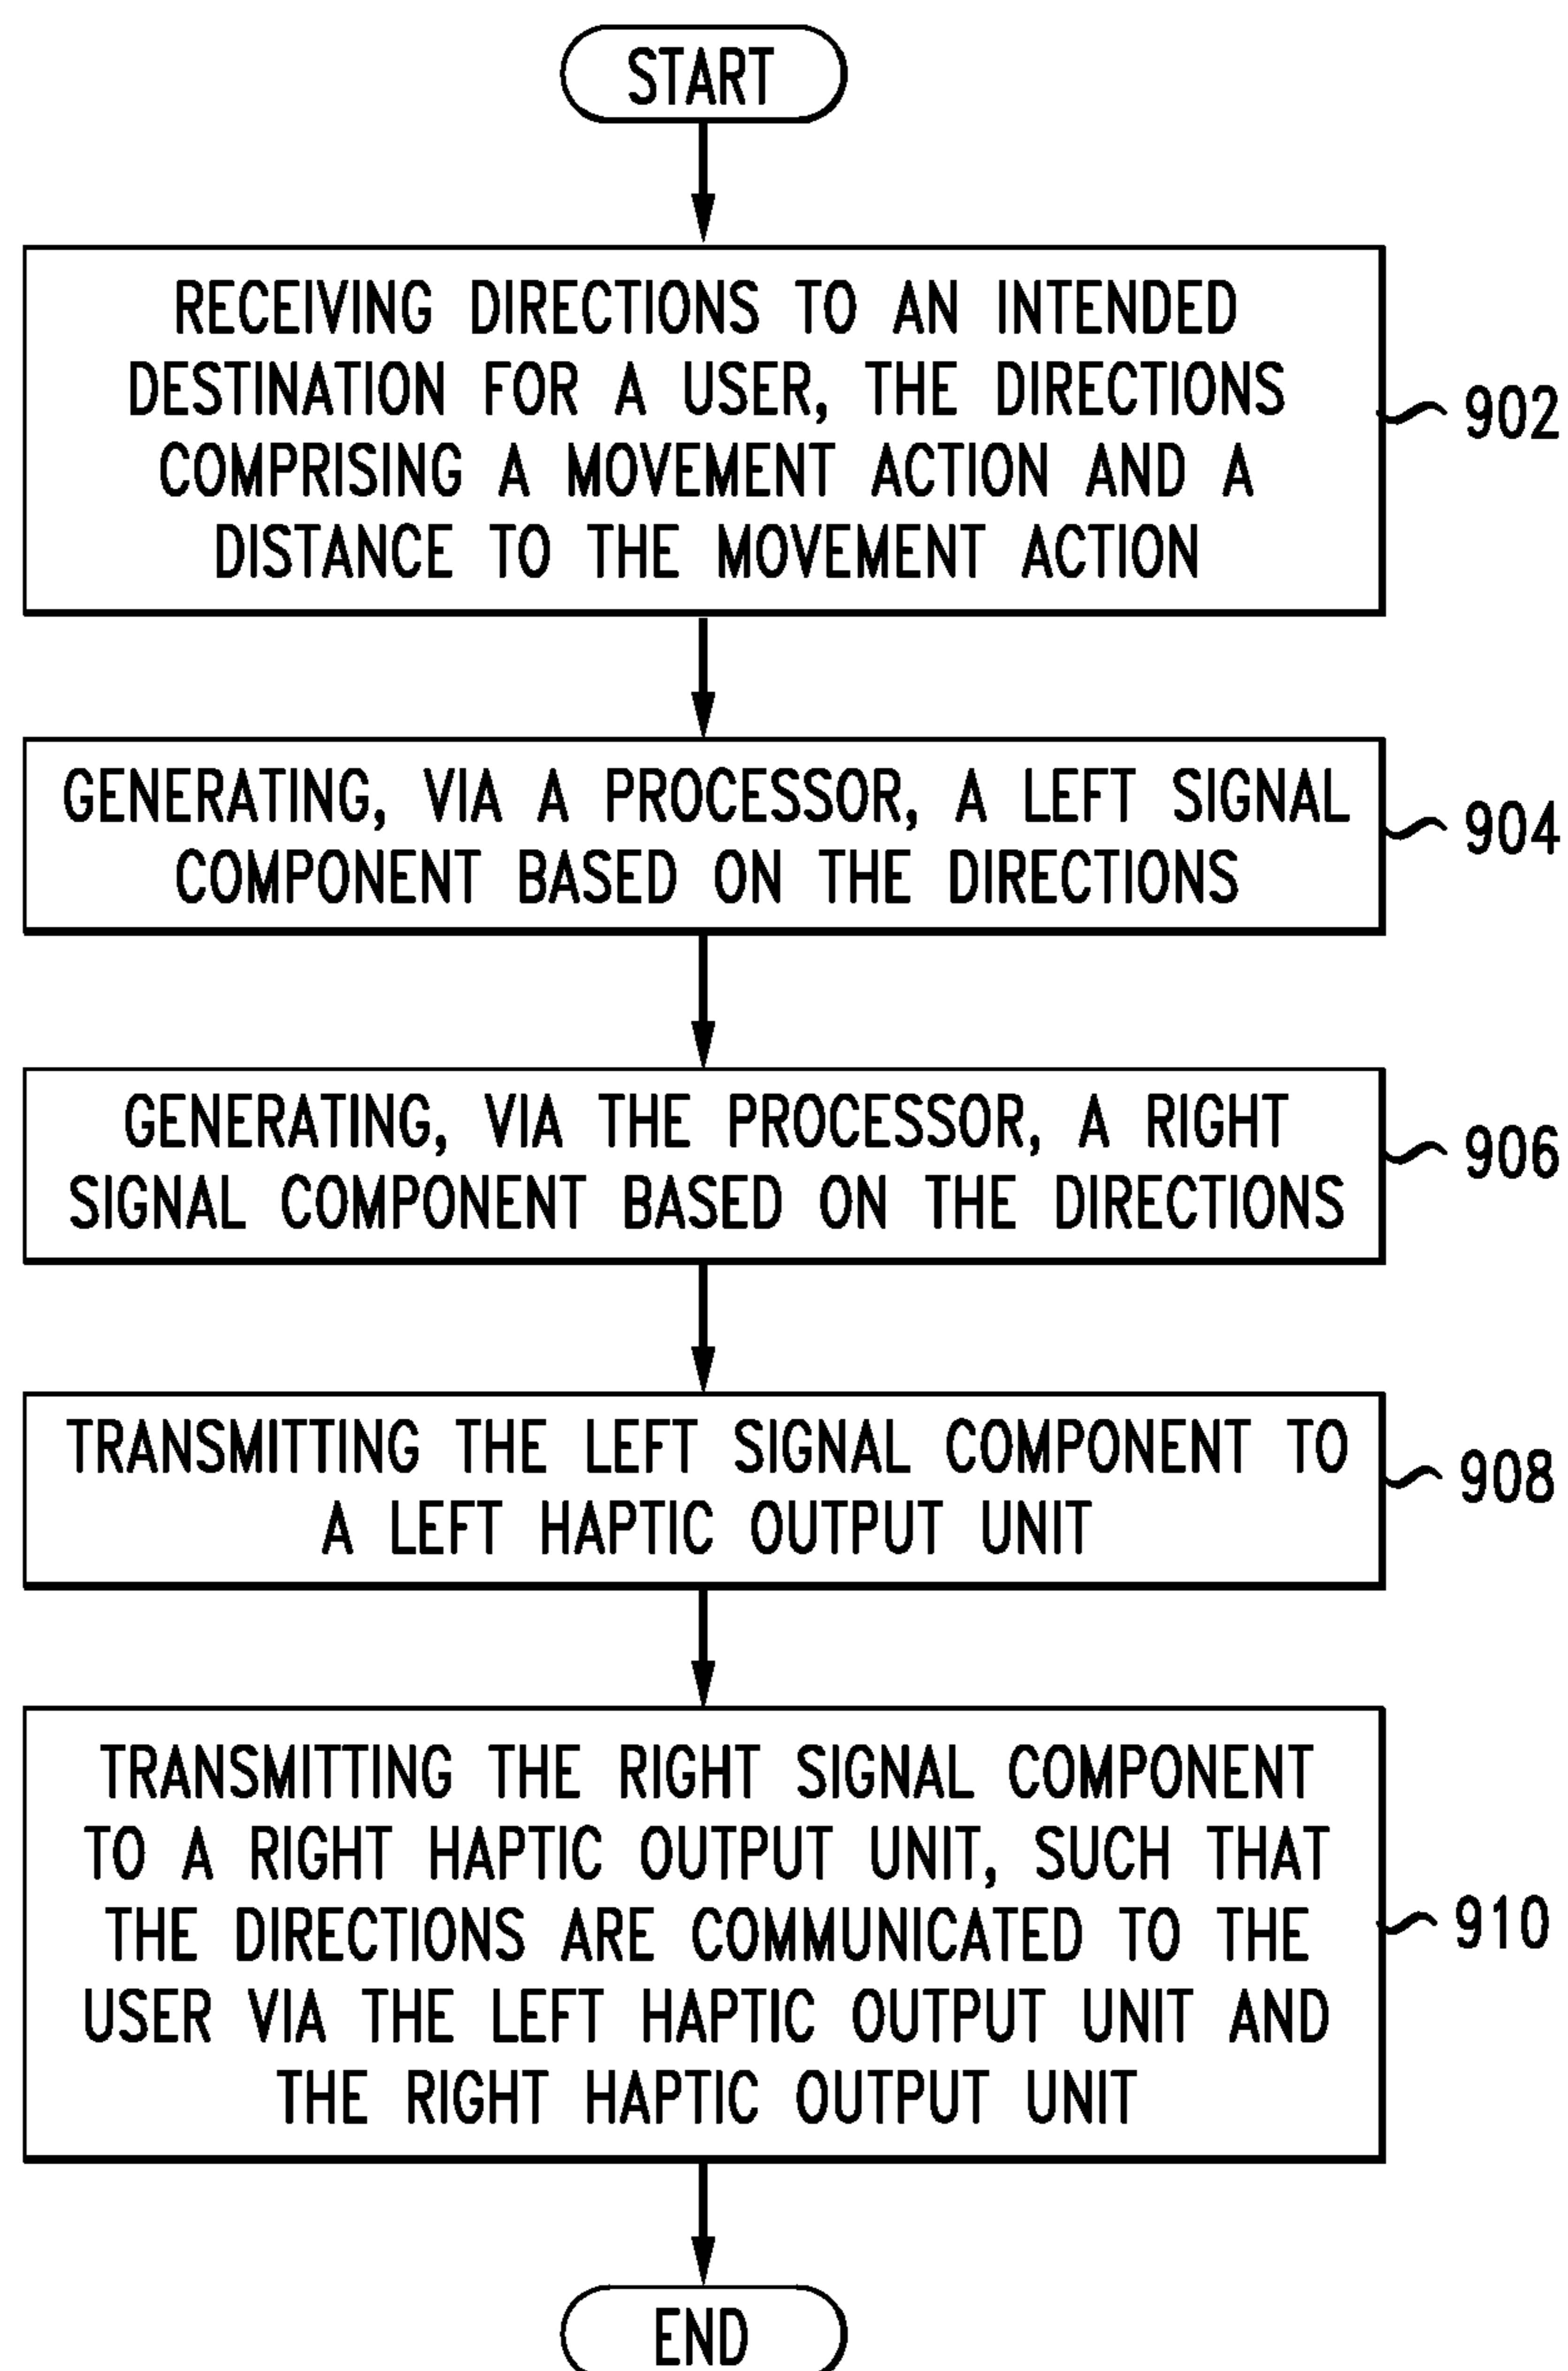 START
RECEIVING DIRECTIONS TO AN INTENDED
DESTINATION FOR A USER, THE DIRECTIONS
COMPRISING A MOVEMENT ACTION AND A
DISTANCE TO THE MOVEMENT ACTION
902
GENERATING, VIA A PROCESSOR, A LEFT SIGNAL
COMPONENT BASED ON THE DIRECTIONS
904
GENERATING, VIA THE PROCESSOR, A RIGHT
SIGNAL COMPONENT BASED ON THE DIRECTIONS
906
TRANSMITTING THE LEFT SIGNAL COMPONENT TO
A LEFT HAPTIC OUTPUT UNIT
908
TRANSMITTING THE RIGHT SIGNAL COMPONENT
TO A RIGHT HAPTIC OUTPUT UNIT, SUCH THAT
THE DIRECTIONS ARE COMMUNICATED TO THE
USER VIA THE LEFT HAPTIC OUTPUT UNIT AND
THE RIGHT HAPTIC OUTPUT UNIT
910
END